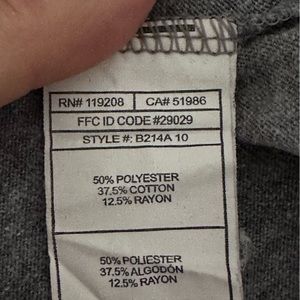 RN# 119208 CA# 51986
FFC ID CODE #29029
STYLE #: B214A 10
50% POLYESTER
37.5% COTTON
12.5% RAYON
50% POLIESTER
37.5% ALGODÓN
12.5% RAYÓN